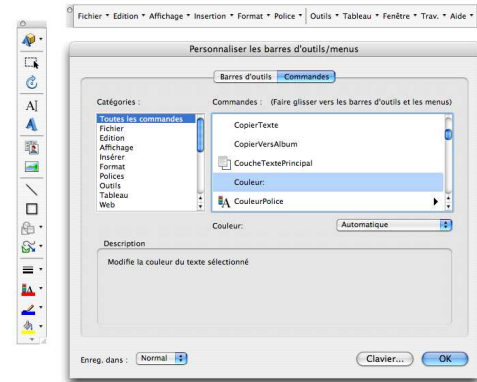 Fichier Edition Affichage Insertion Format Police Outils Tableau Fenêtre Trav. Aide
Personnaliser les barres d'outils/menus
Barres d'outils Commandes
Catégories : Commandes : (Faire glisser vers les barres d'outils et les menus)
Toutes les commandes
Fichier
Edition
Affichage
Insérer
Format
Polices
Outils
Tableau
Web
CopierTexte
CopierVersAlbum
CoucheTextePrincipal
Couleur:
CouleurPolice
Couleur: Automatique
Description
Modifie la couleur du texte sélectionné
Enreg. dans : Normal Clavier... OK
A
A
A